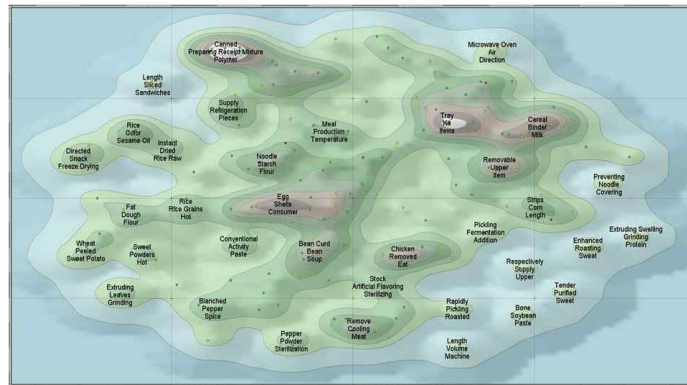 Canned
Preparing Receipt Mixture
Polymer
Microwave Oven
Air
Direction
Length
Sliced
Sandwiches
Supply
Refrigeration
Pieces
Tray
Items
Cereal
Binder
Milk
Rice
Sesame Oil
Meal
Production
Temperature
Instant
Dried
Rice Raw
Directed
Snack
Freeze Drying
Noodle
Starch
Flour
Removable
Upper
Item
Preventing
Noodle
Covering
Egg
Shells
Consumer
Rice
Rice Grains
Hot
Fat
Dough
Flour
Strips
Corn
Length
Pickling
Fermentation
Addition
Extruding Swelling
Grinding
Protein
Wheat
Peeled
Sweet Potato
Sweet
Powders
Hot
Conventional
Activity
Paste
Bean Curd
Bean
Soup
Chicken
Removed
Eat
Enhanced
Roasting
Sweet
Respectively
Supply
Upper
Stock
Artificial Flavoring
Sterilizing
Extruding
Leaves
Grinding
Tender
Purified
Sweet
Blanched
Pepper
Spice
Rapidly
Pickling
Roasted
Bone
Soybean
Paste
Remove
Cooling
Meat
Pepper
Powder
Sterilization
Length
Volume
Machine